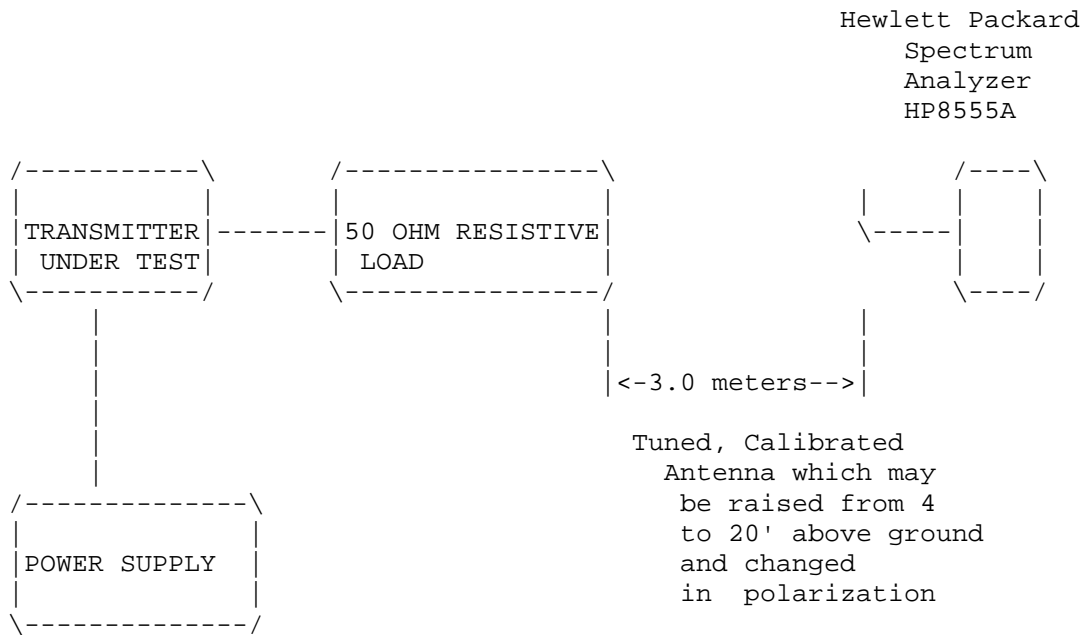 Hewlett Packard
Spectrum
Analyzer
HP8555A
TRANSMITTER
UNDER TEST
50 OHM RESISTIVE
LOAD
<-3.0 meters-->
Tuned, Calibrated
Antenna which may
be raised from 4
to 20' above ground
and changed
in polarization
POWER SUPPLY